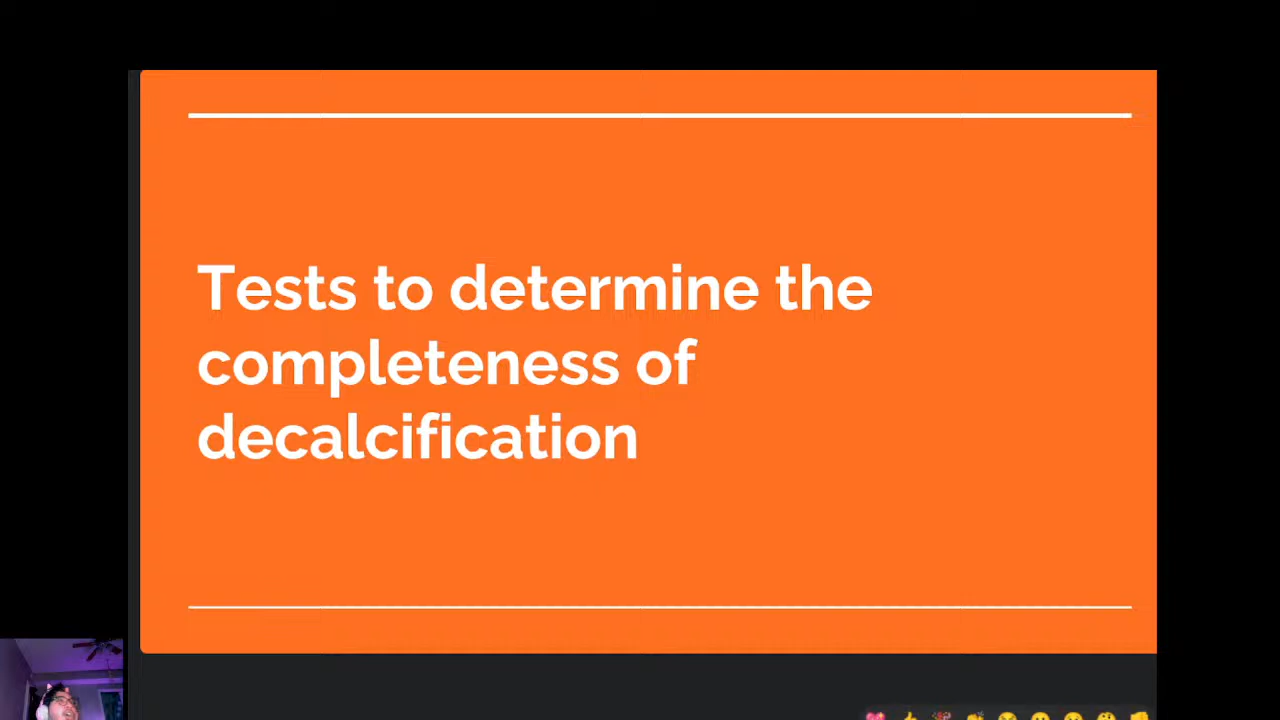 Tests to determine the
completeness of
decalcification